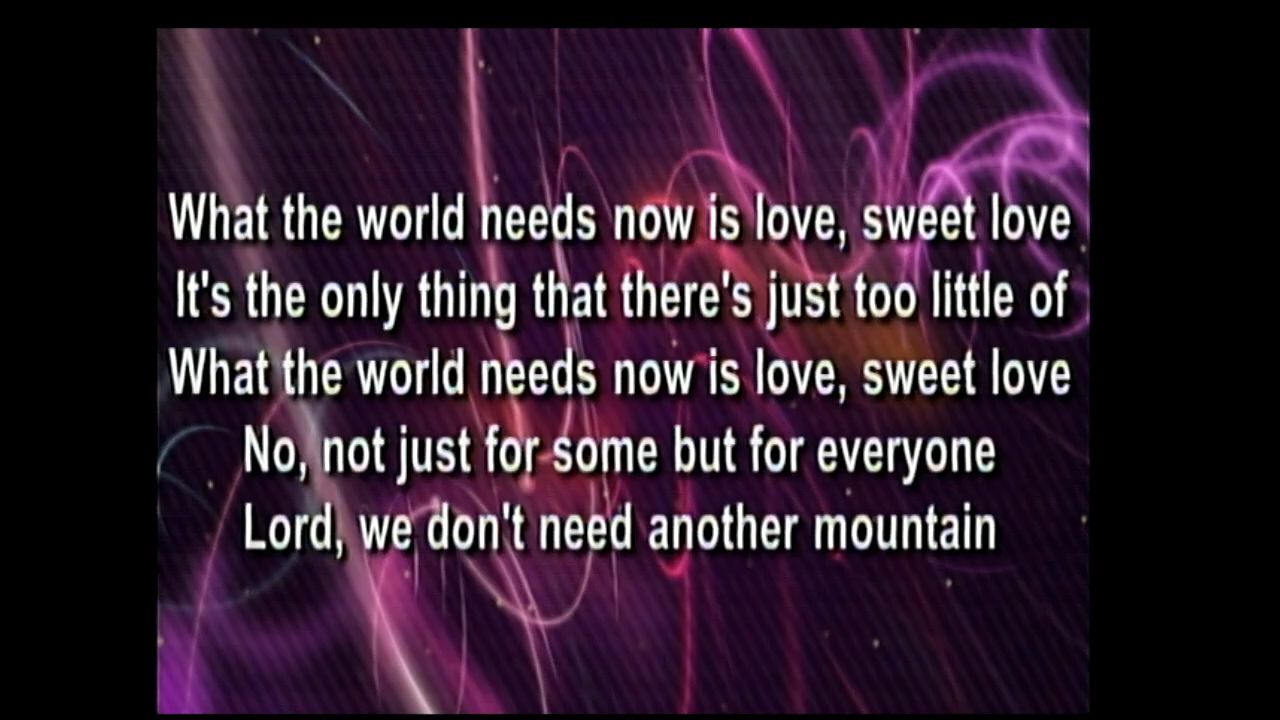 What the world needs now is love, sweet love
It's the only thing that there's just too little of
What the world needs now is love, sweet love
No, not just for some but for everyone
Lord, we don't need another mountain